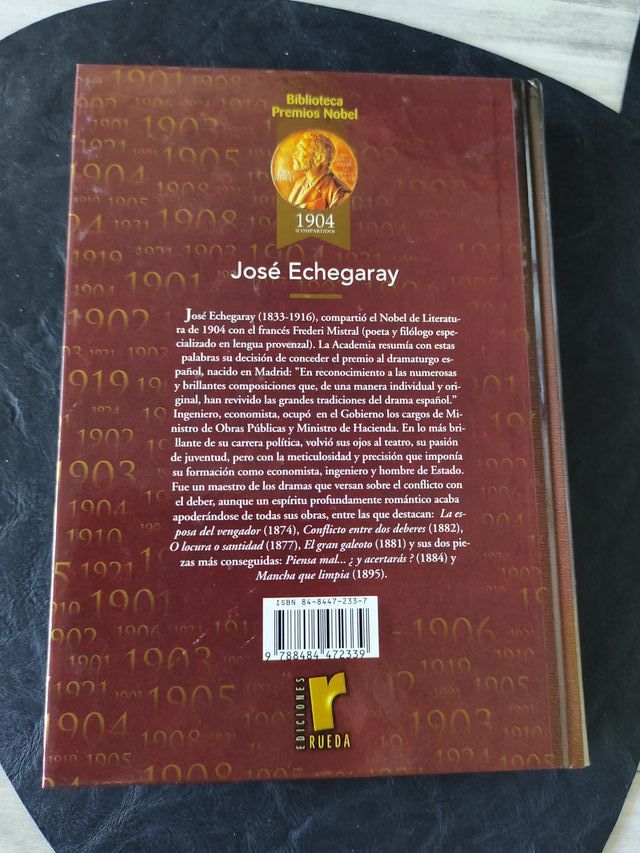 Biblioteca
Premios Nobel
1904
(COMPARTIDO)
José Echegaray
José Echegaray (1833-1916), compartió el Nobel de Literatu-
ra de 1904 con el francés Frederi Mistral (poeta y filólogo espe-
cializado en lengua provenzal). La Academia resumía con estas
palabras su decisión de conceder el premio al dramaturgo es-
pañol, nacido en Madrid: "En reconocimiento a las numerosas
y brillantes composiciones que, de una manera individual y ori-
ginal, han revivido las grandes tradiciones del drama español.”
Ingeniero, economista, ocupó en el Gobierno los cargos de Mi-
nistro de Obras Públicas y Ministro de Hacienda. En lo más bri-
llante de su carrera política, volvió sus ojos al teatro, su pasión
de juventud, pero con la meticulosidad y precisión que imponía
su formación como economista, ingeniero y hombre de Estado.
Fue un maestro de los dramas que versan sobre el conflicto con
el deber, aunque un espíritu profundamente romántico acaba
apoderándose de todas sus obras, entre las que destacan: La es-
posa del vengador (1874), Conflicto entre dos deberes (1882),
O locura o santidad (1877), El gran galeoto (1881) y sus dos pie-
zas más conseguidas: Piensa mal... ¿ y acertarás ? (1884) y
Mancha que limpia (1895).
ISBN 84-8447-233-7
9 788484 472339
EDICIONES
r
RUEDA